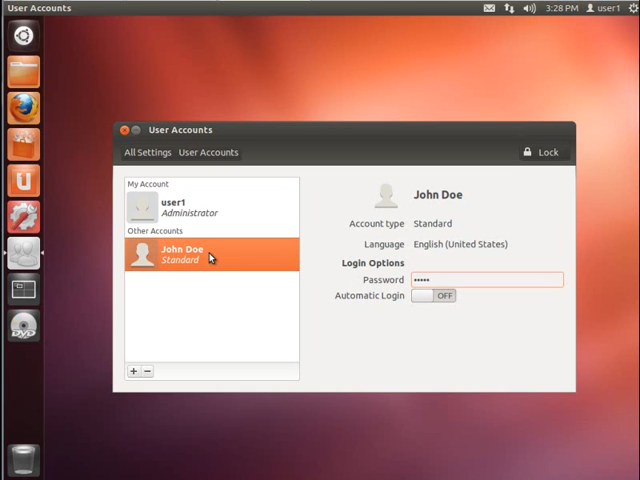 User Accounts
3:28 PM
user1
User Accounts
All Settings
User Accounts
Lock
My Account
user1
Administrator
Other Accounts
John Doe
Standard
John Doe
Account type
Standard
Language
English (United States)
Login Options
Password
•••••
Automatic Login
OFF
+ −
DVD